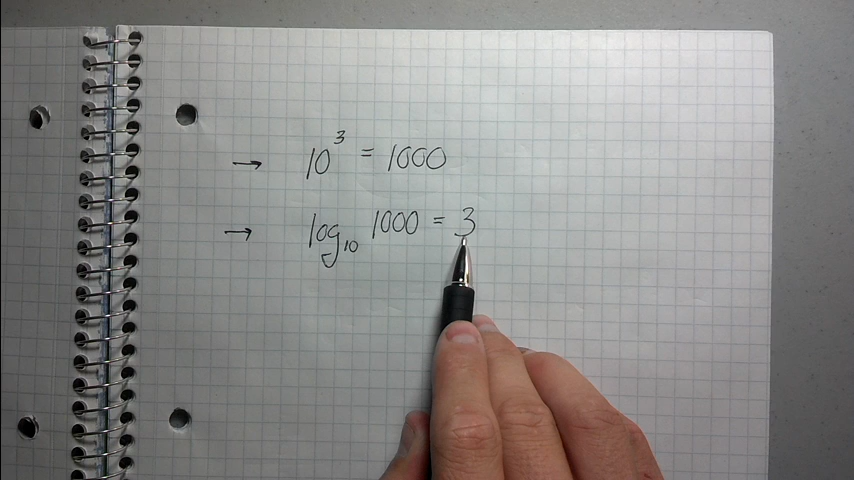 → 10³ = 1000
→ log₁₀ 1000 = 3